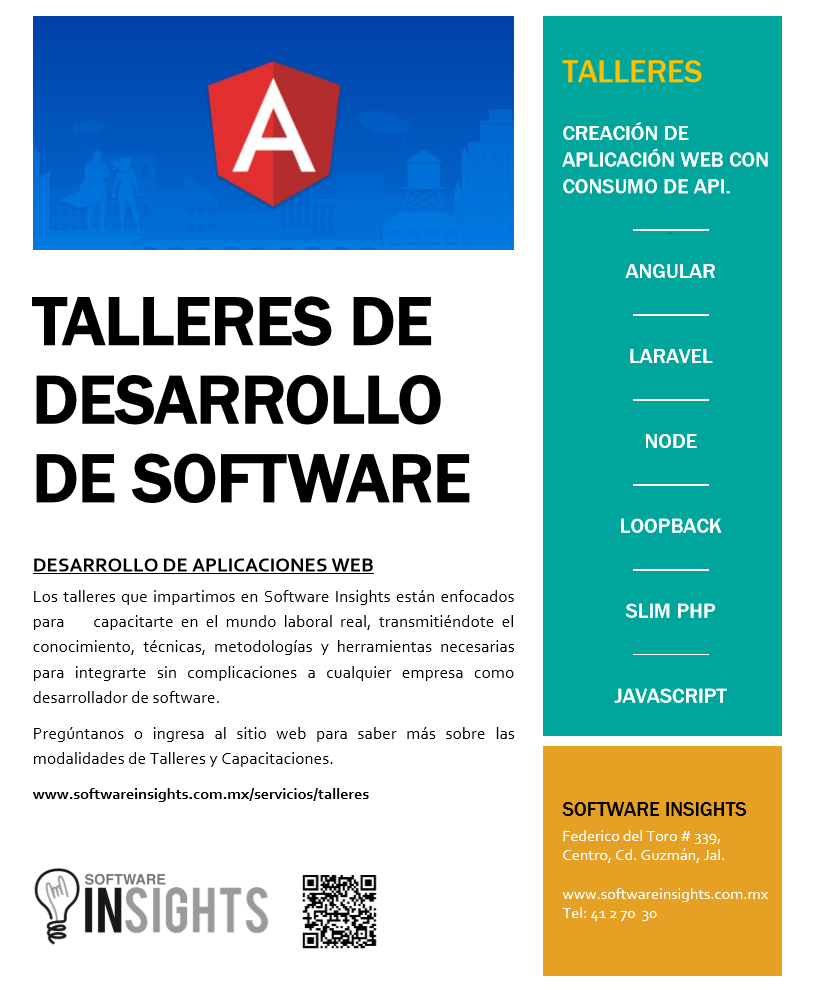 A
TALLERES DE
DESARROLLO
DE SOFTWARE
DESARROLLO DE APLICACIONES WEB
Los talleres que impartimos en Software Insights están enfocados
para capacitarte en el mundo laboral real, transmitiéndote el
conocimiento, técnicas, metodologías y herramientas necesarias
para integrarte sin complicaciones a cualquier empresa como
desarrollador de software.
Pregúntanos o ingresa al sitio web para saber más sobre las
modalidades de Talleres y Capacitaciones.
www.softwareinsights.com.mx/servicios/talleres
SOFTWARE
INSIGHTS
TALLERES
CREACIÓN DE
APLICACIÓN WEB CON
CONSUMO DE API.
ANGULAR
LARAVEL
NODE
LOOPBACK
SLIM PHP
JAVASCRIPT
SOFTWARE INSIGHTS
Federico del Toro # 339,
Centro, Cd. Guzmán, Jal.
www.softwareinsights.com.mx
Tel: 41 2 70 30